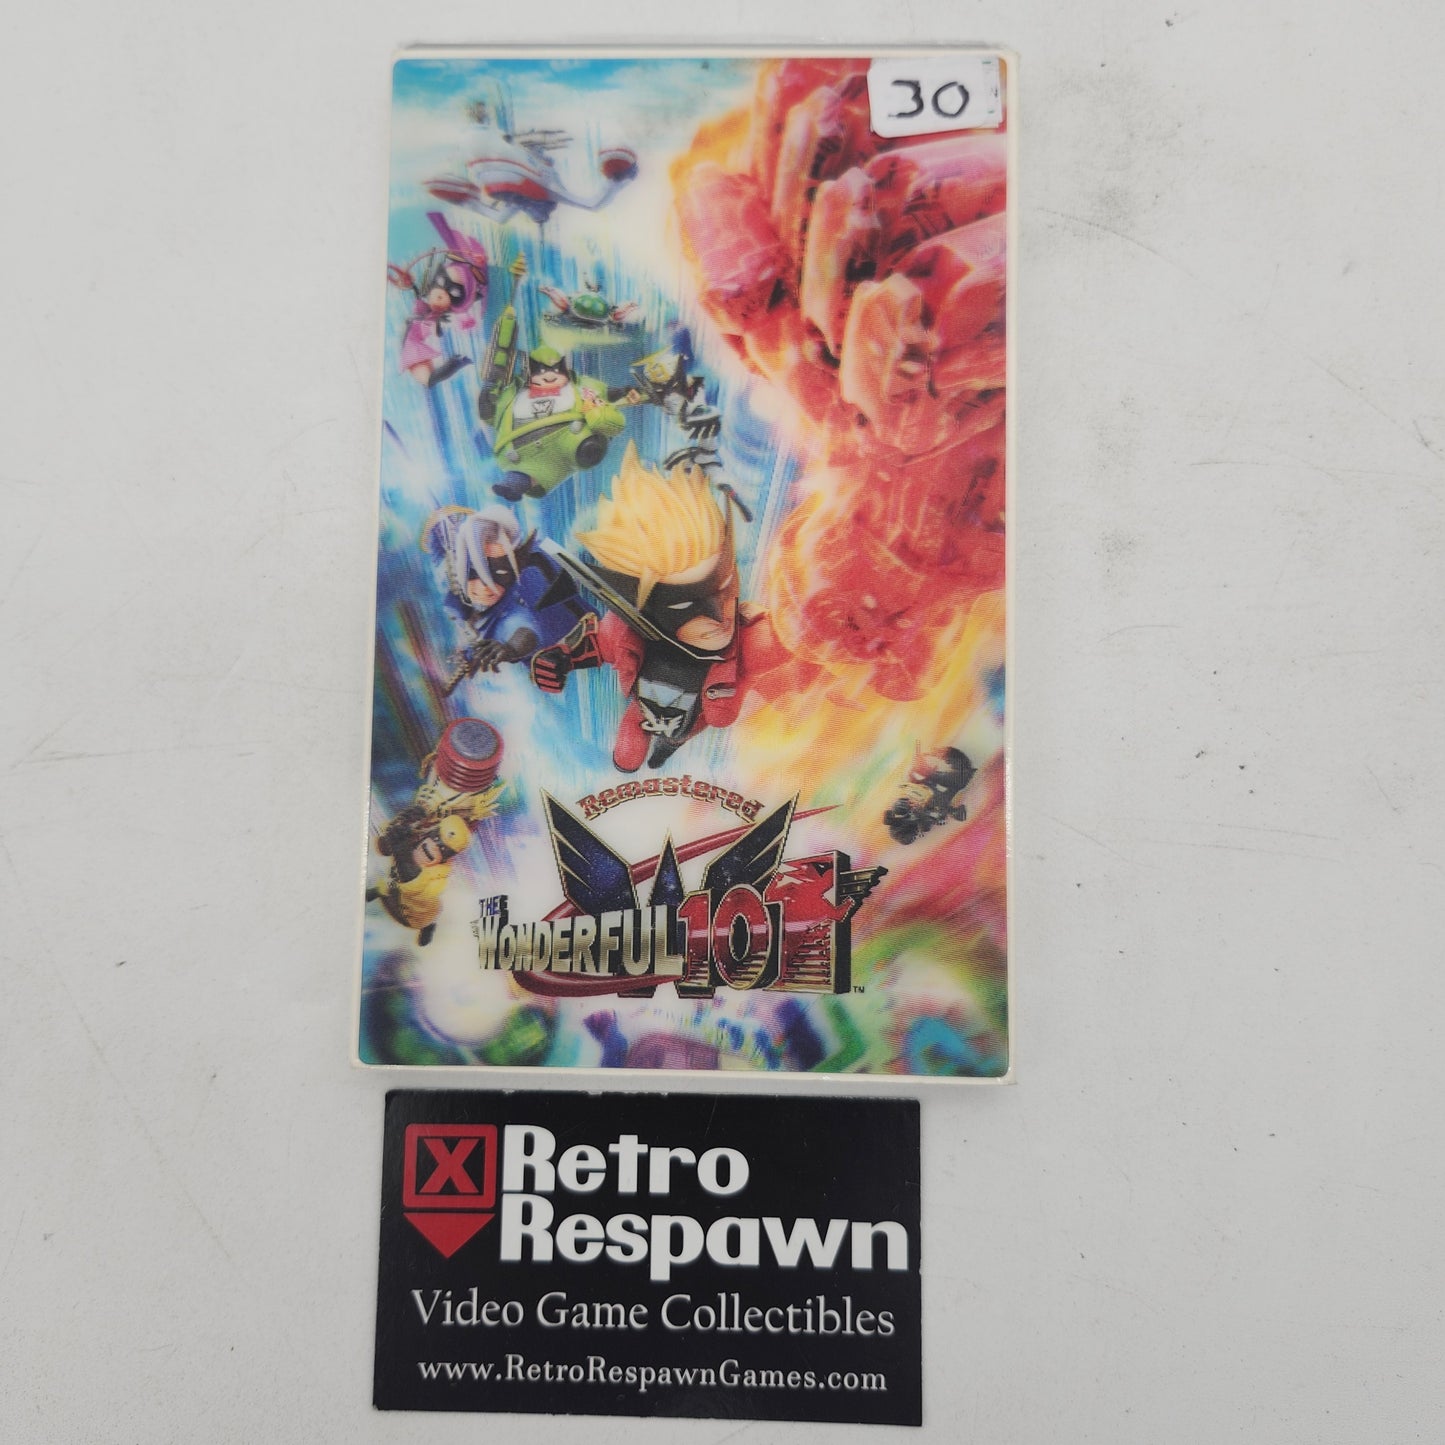 30
Remastered
THE
WONDERFUL 101
TM
X Retro
Respawn
Video Game Collectibles
www.RetroRespawnGames.com